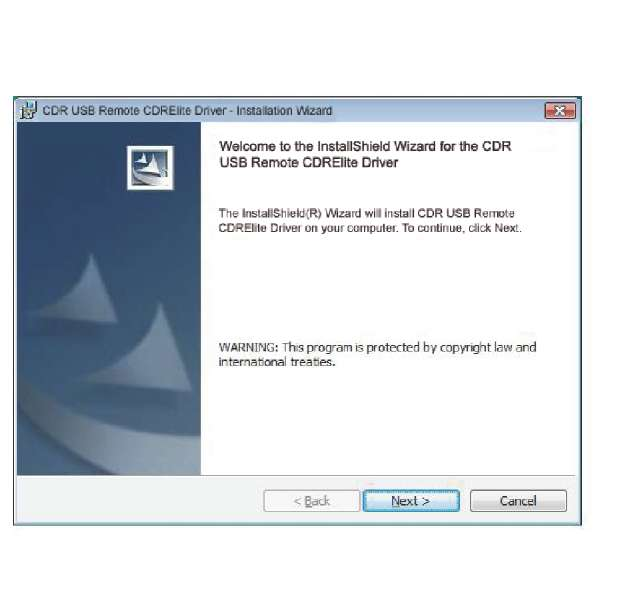 CDR USB Remote CDRElite Driver - Installation Wizard
Welcome to the InstallShield Wizard for the CDR
USB Remote CDRElite Driver
The InstallShield(R) Wizard will install CDR USB Remote
CDRElite Driver on your computer. To continue, click Next.
WARNING: This program is protected by copyright law and
international treaties.
< Back Next > Cancel